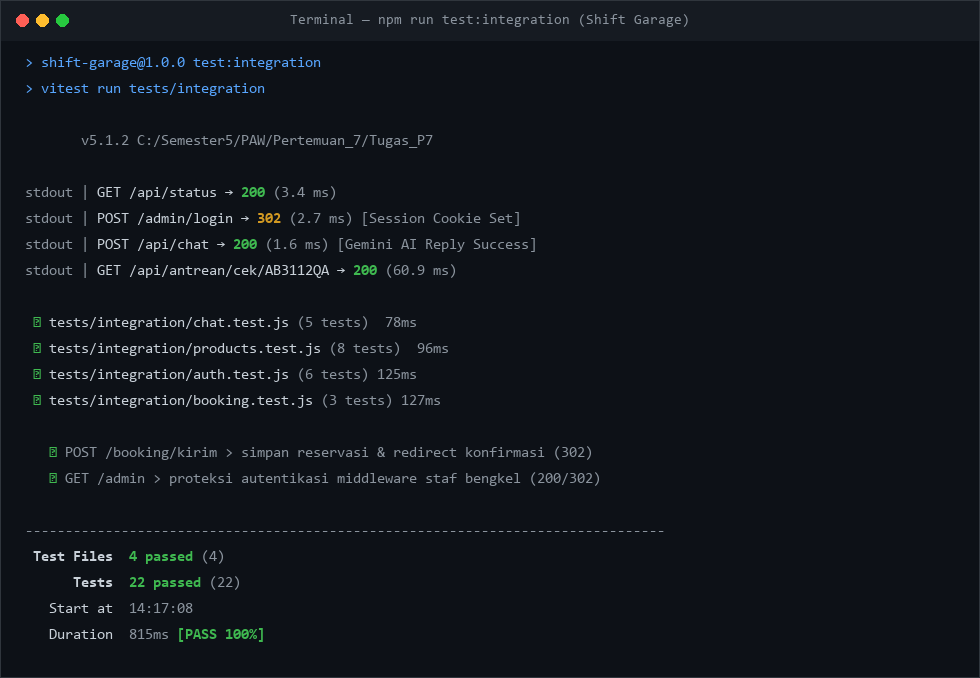 Terminal — npm run test:integration (Shift Garage)
> shift-garage@1.0.0 test:integration
> vitest run tests/integration
v5.1.2 C:/Semester5/PAW/Pertemuan_7/Tugas_P7
stdout | GET /api/status → 200 (3.4 ms)
stdout | POST /admin/login → 302 (2.7 ms) [Session Cookie Set]
stdout | POST /api/chat → 200 (1.6 ms) [Gemini AI Reply Success]
stdout | GET /api/antrean/cek/AB3112QA → 200 (60.9 ms)
tests/integration/chat.test.js (5 tests) 78ms
tests/integration/products.test.js (8 tests) 96ms
tests/integration/auth.test.js (6 tests) 125ms
tests/integration/booking.test.js (3 tests) 127ms
POST /booking/kirim > simpan reservasi & redirect konfirmasi (302)
GET /admin > proteksi autentikasi middleware staf bengkel (200/302)
--------------------------------------------------------------------------------
Test Files 4 passed (4)
Tests 22 passed (22)
Start at 14:17:08
Duration 815ms [PASS 100%]